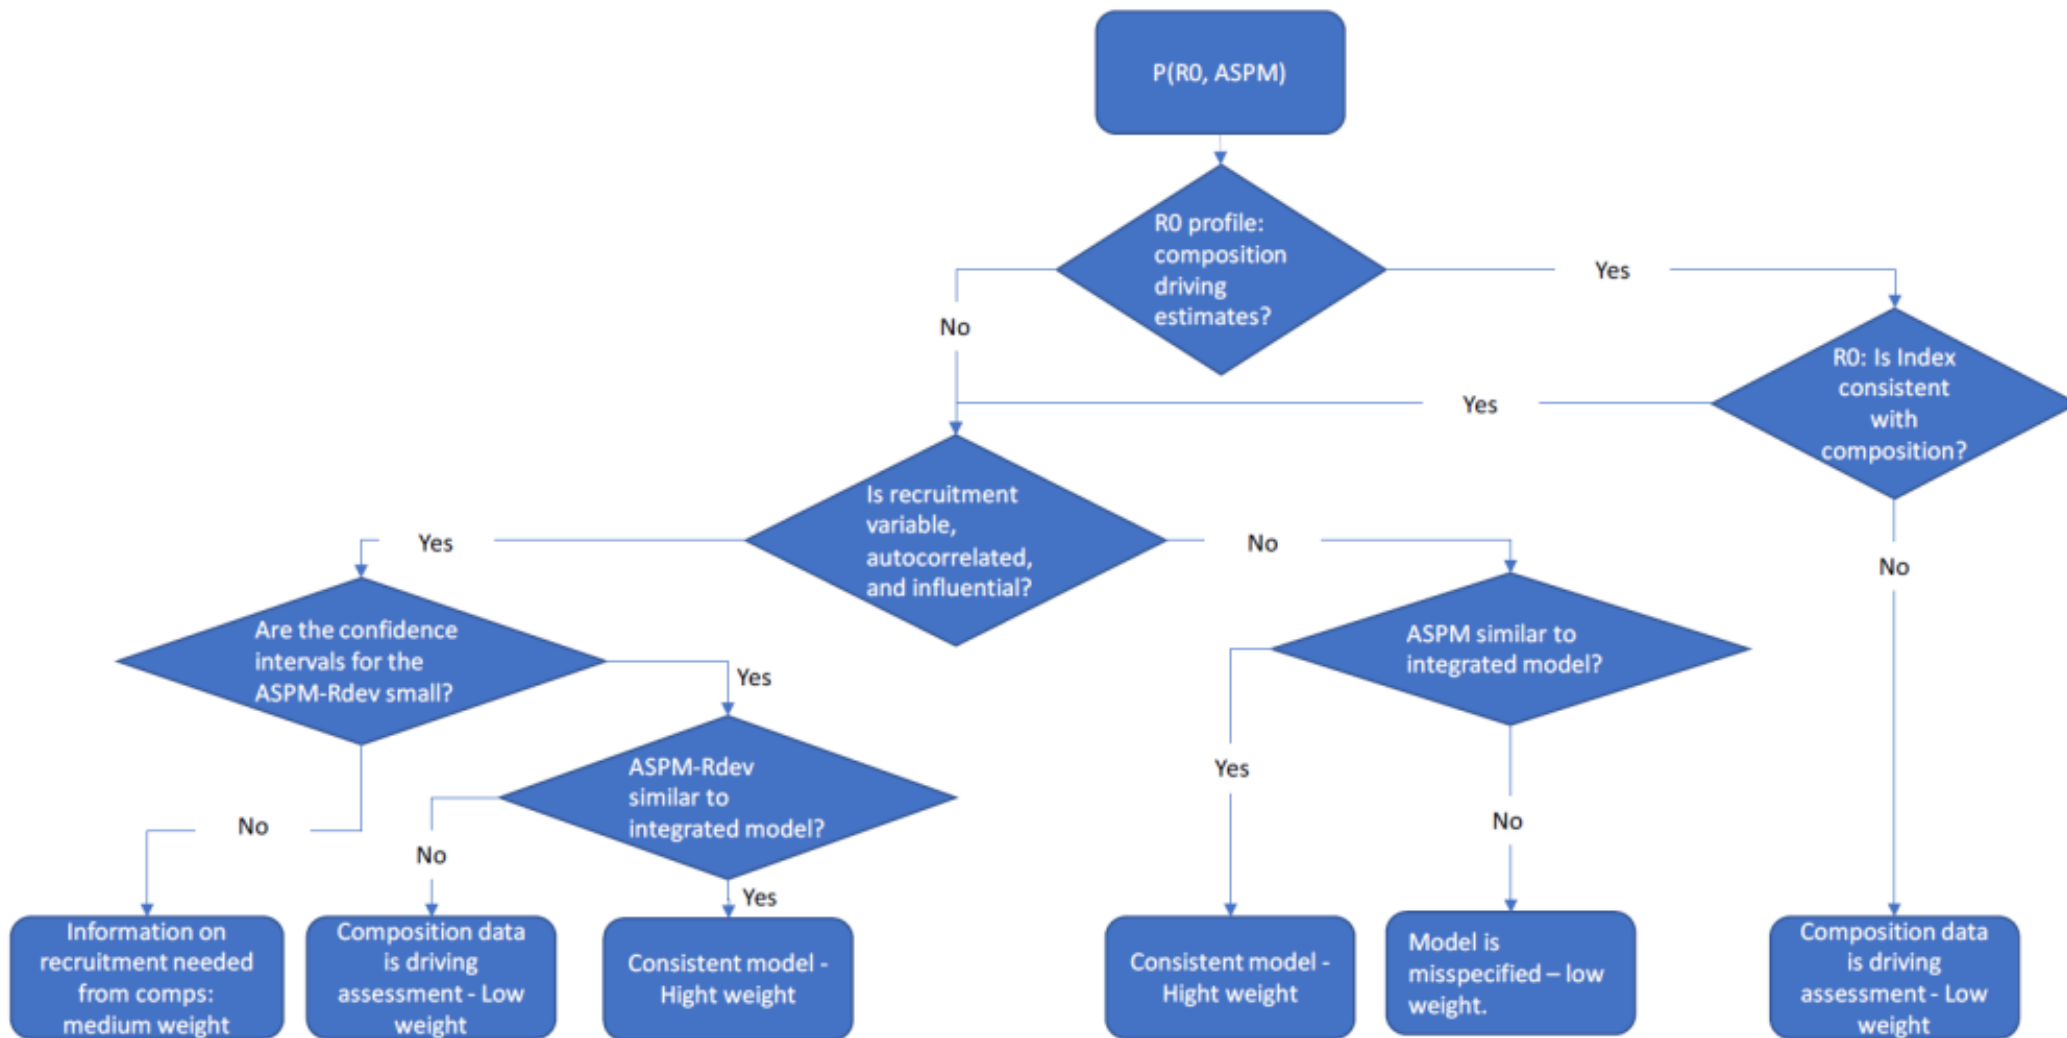 P(R0, ASPM)
R0 profile:
composition
driving
estimates?
Yes
No
R0: Is Index
consistent
with
composition?
Yes
Is recruitment
variable,
autocorrelated,
and influential?
Yes
No
No
Are the confidence
intervals for the
ASPM-Rdev small?
ASPM similar to
integrated model?
Yes
ASPM-Rdev
similar to
integrated model?
Yes
No
No
No
Yes
Information on
recruitment needed
from comps:
medium weight
Composition data
is driving
assessment - Low
weight
Consistent model -
Hight weight
Consistent model -
Hight weight
Model is
misspecified – low
weight.
Composition data
is driving
assessment - Low
weight